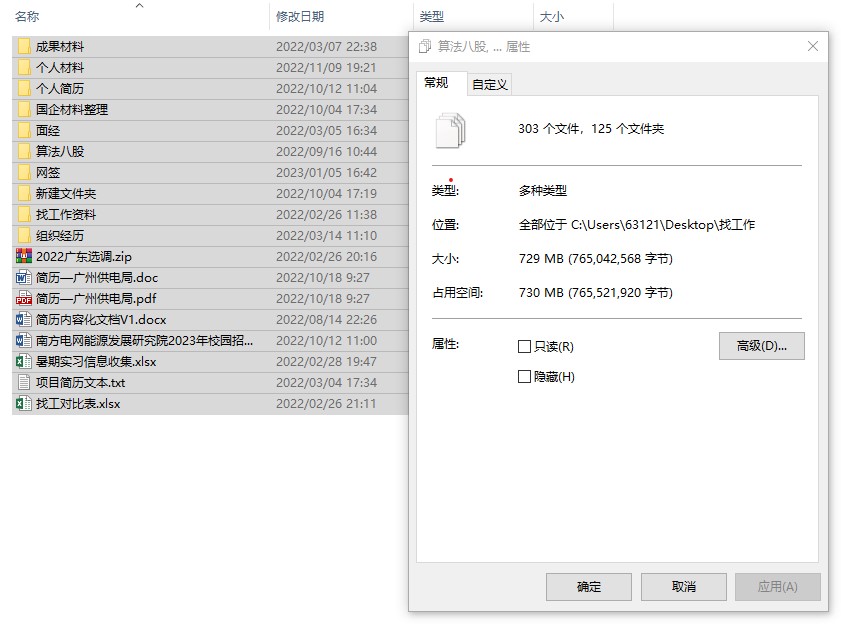 名称 修改日期 类型 大小
成果材料 2022/03/07 22:38
个人材料 2022/11/09 19:21
个人简历 2022/10/12 11:04
国企材料整理 2022/10/04 17:34
面经 2022/03/05 16:34
算法八股 2022/09/16 10:44
网签 2023/01/05 16:42
新建文件夹 2022/10/04 17:19
找工作资料 2022/02/26 11:38
组织经历 2022/03/14 11:10
2022广东选调.zip 2022/02/26 20:16
简历—广州供电局.doc 2022/10/18 9:27
简历—广州供电局.pdf 2022/10/18 9:27
简历内容化文档V1.docx 2022/08/14 22:26
南方电网能源发展研究院2023年校园招... 2022/10/12 11:00
暑期实习信息收集.xlsx 2022/02/28 19:47
项目简历文本.txt 2022/03/04 17:34
找工对比表.xlsx 2022/02/26 21:11
算法八股, ... 属性
常规 自定义
303 个文件，125 个文件夹
类型: 多种类型
位置: 全部位于 C:\Users\63121\Desktop\找工作
大小: 729 MB (765,042,568 字节)
占用空间: 730 MB (765,521,920 字节)
属性: 只读(R) 高级(D)...
隐藏(H)
确定 取消 应用(A)